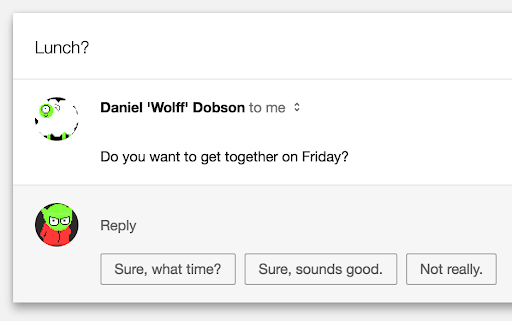 Lunch?
Daniel 'Wolff' Dobson to me
Do you want to get together on Friday?
Reply
Sure, what time? Sure, sounds good. Not really.